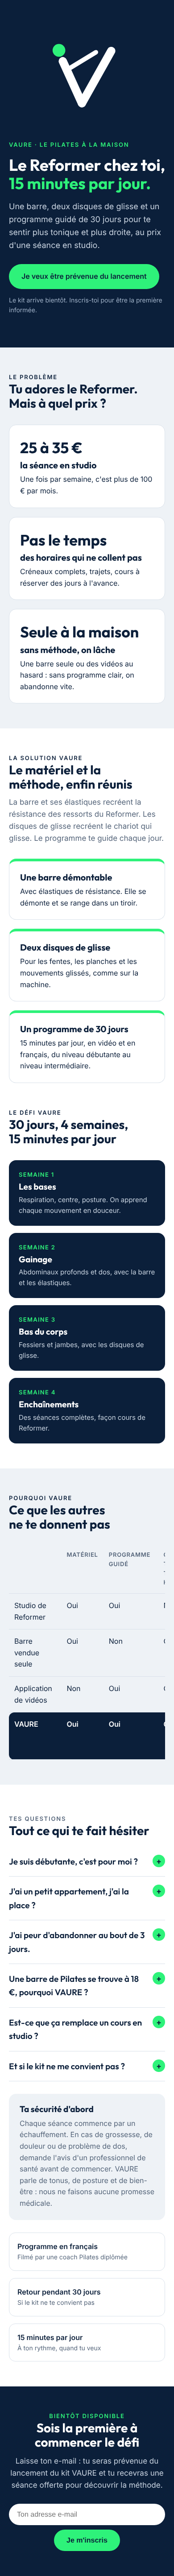 VAURE · LE PILATES À LA MAISON
Le Reformer chez toi,
15 minutes par jour.
Une barre, deux disques de glisse et un
programme guidé de 30 jours pour te
sentir plus tonique et plus droite, au prix
d'une séance en studio.
Je veux être prévenue du lancement
Le kit arrive bientôt. Inscris-toi pour être la première
informée.
LE PROBLÈME
Tu adores le Reformer.
Mais à quel prix ?
25 à 35 €
la séance en studio
Une fois par semaine, c'est plus de 100
€ par mois.
Pas le temps
des horaires qui ne collent pas
Créneaux complets, trajets, cours à
réserver des jours à l'avance.
Seule à la maison
sans méthode, on lâche
Une barre seule ou des vidéos au
hasard : sans programme clair, on
abandonne vite.
LA SOLUTION VAURE
Le matériel et la
méthode, enfin réunis
La barre et ses élastiques recréent la
résistance des ressorts du Reformer. Les
disques de glisse recréent le chariot qui
glisse. Le programme te guide chaque jour.
Une barre démontable
Avec élastiques de résistance. Elle se
démonte et se range dans un tiroir.
Deux disques de glisse
Pour les fentes, les planches et les
mouvements glissés, comme sur la
machine.
Un programme de 30 jours
15 minutes par jour, en vidéo et en
français, du niveau débutante au
niveau intermédiaire.
LE DÉFI VAURE
30 jours, 4 semaines,
15 minutes par jour
SEMAINE 1
Les bases
Respiration, centre, posture. On apprend
chaque mouvement en douceur.
SEMAINE 2
Gainage
Abdominaux profonds et dos, avec la barre
et les élastiques.
SEMAINE 3
Bas du corps
Fessiers et jambes, avec les disques de
glisse.
SEMAINE 4
Enchaînements
Des séances complètes, façon cours de
Reformer.
POURQUOI VAURE
Ce que les autres
ne te donnent pas
MATÉRIEL PROGRAMME
GUIDÉ
Studio de Oui Oui
Reformer
Barre Oui Non
vendue
seule
Application Non Oui
de vidéos
VAURE Oui Oui
TES QUESTIONS
Tout ce qui te fait hésiter
Je suis débutante, c'est pour moi ? +
J'ai un petit appartement, j'ai la +
place ?
J'ai peur d'abandonner au bout de 3 +
jours.
Une barre de Pilates se trouve à 18 +
€, pourquoi VAURE ?
Est-ce que ça remplace un cours en +
studio ?
Et si le kit ne me convient pas ? +
Ta sécurité d'abord
Chaque séance commence par un
échauffement. En cas de grossesse, de
douleur ou de problème de dos,
demande l'avis d'un professionnel de
santé avant de commencer. VAURE
parle de tonus, de posture et de bien-
être : nous ne faisons aucune promesse
médicale.
Programme en français
Filmé par une coach Pilates diplômée
Retour pendant 30 jours
Si le kit ne te convient pas
15 minutes par jour
À ton rythme, quand tu veux
BIENTÔT DISPONIBLE
Sois la première à
commencer le défi
Laisse ton e-mail : tu seras prévenue du
lancement du kit VAURE et tu recevras une
séance offerte pour découvrir la méthode.
Ton adresse e-mail
Je m'inscris